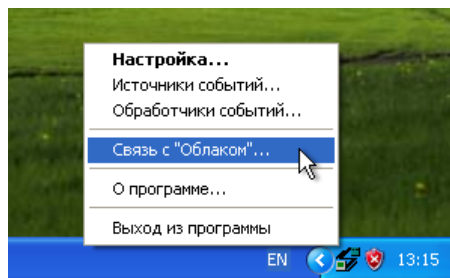 Настройка...
Источники событий...
Обработчики событий...
Связь с "Облаком"...
О программе...
Выход из программы
EN 13:15